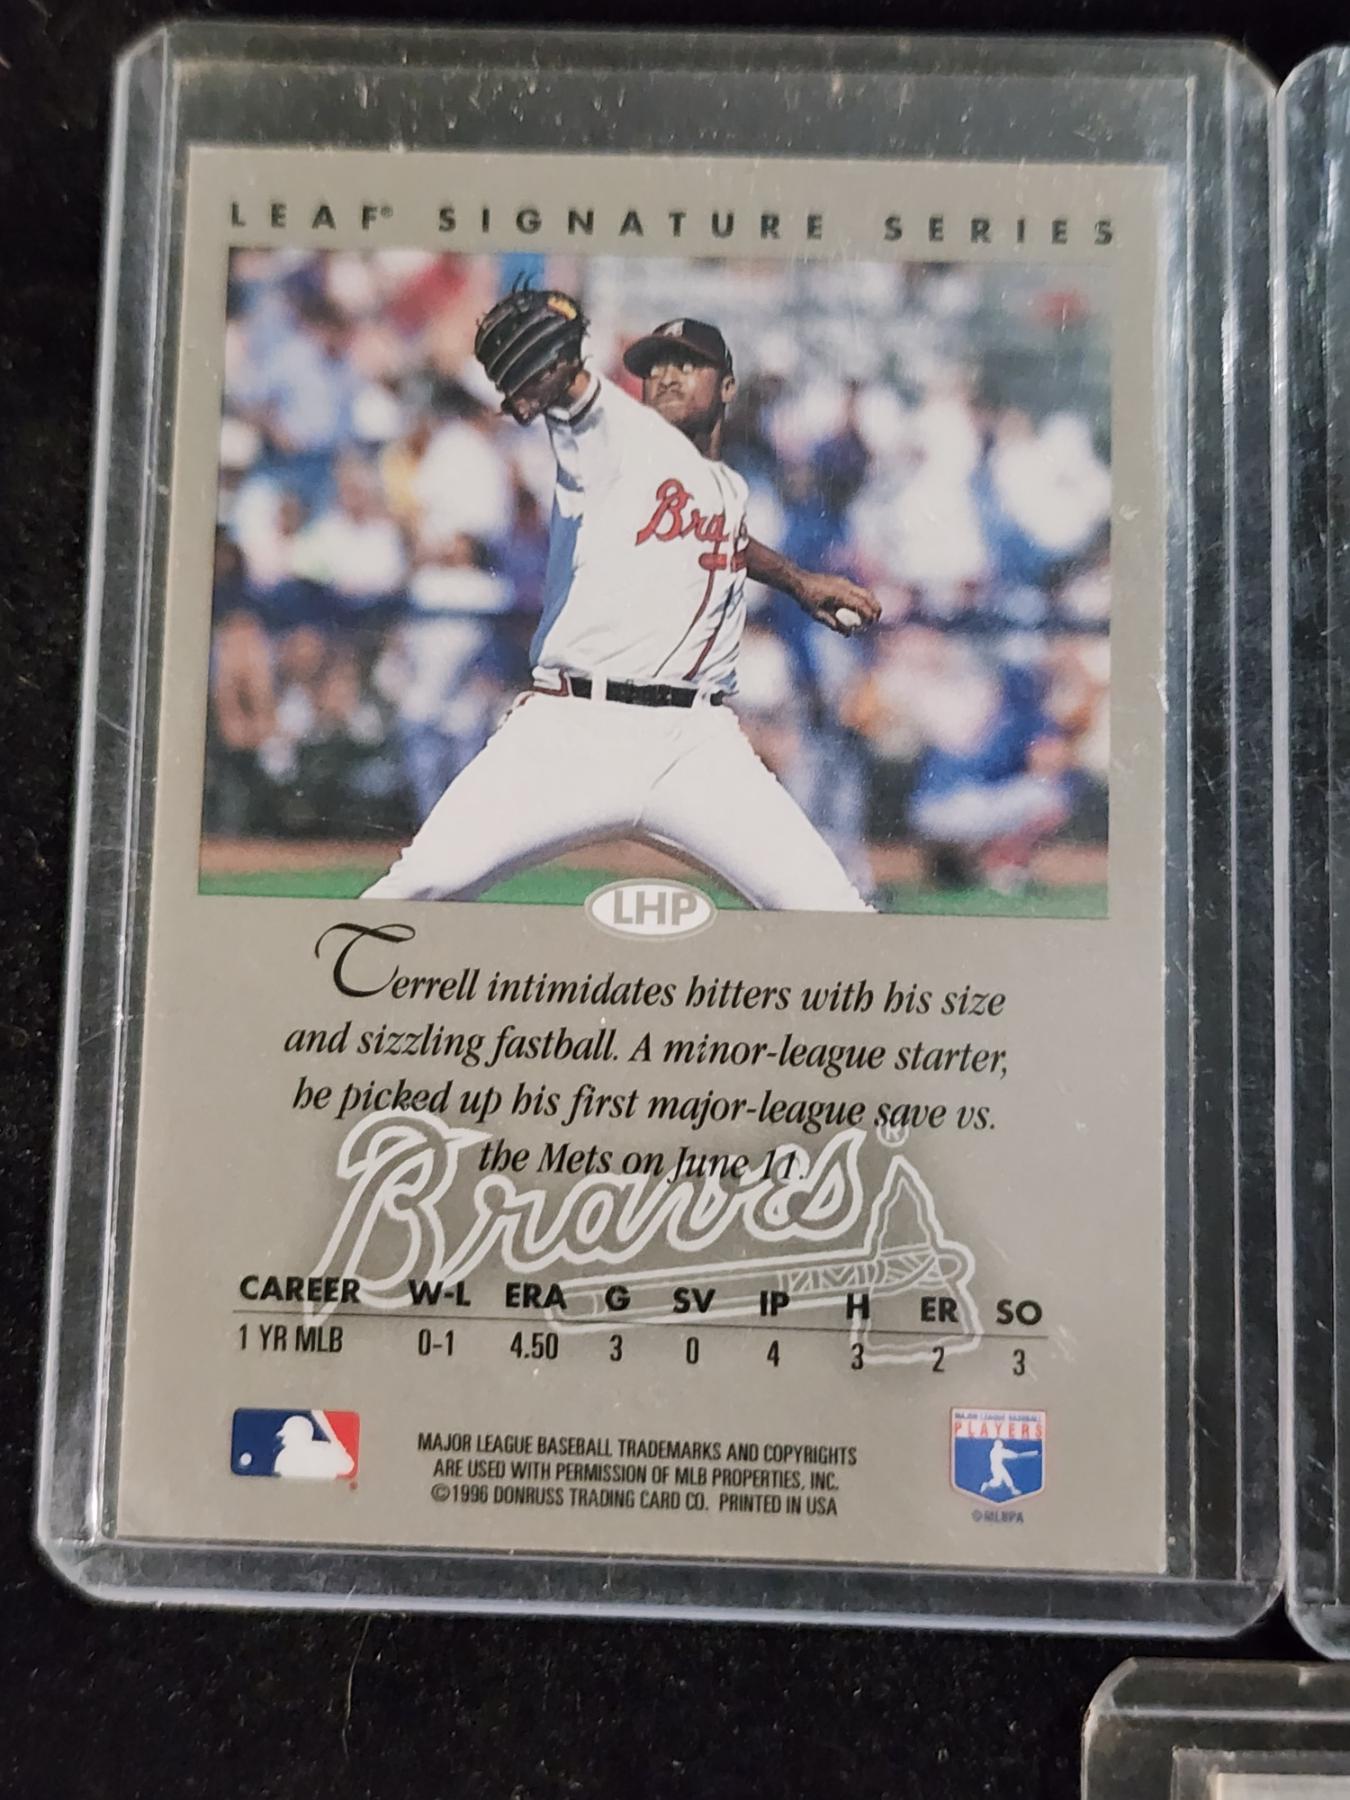 LEAF® SIGNATURE SERIES
Bra
LHP
Terrell intimidates hitters with his size
and sizzling fastball. A minor-league starter,
he picked up his first major-league save vs.
the Mets on June 11.
Braves®
CAREER W-L ERA G SV IP H ER SO
1 YR MLB 0-1 4.50 3 0 4 3 2 3
MAJOR LEAGUE BASEBALL TRADEMARKS AND COPYRIGHTS
ARE USED WITH PERMISSION OF MLB PROPERTIES, INC.
©1996 DONRUSS TRADING CARD CO. PRINTED IN USA
MAJOR LEAGUE BASEBALL
PLAYERS
©MLBPA